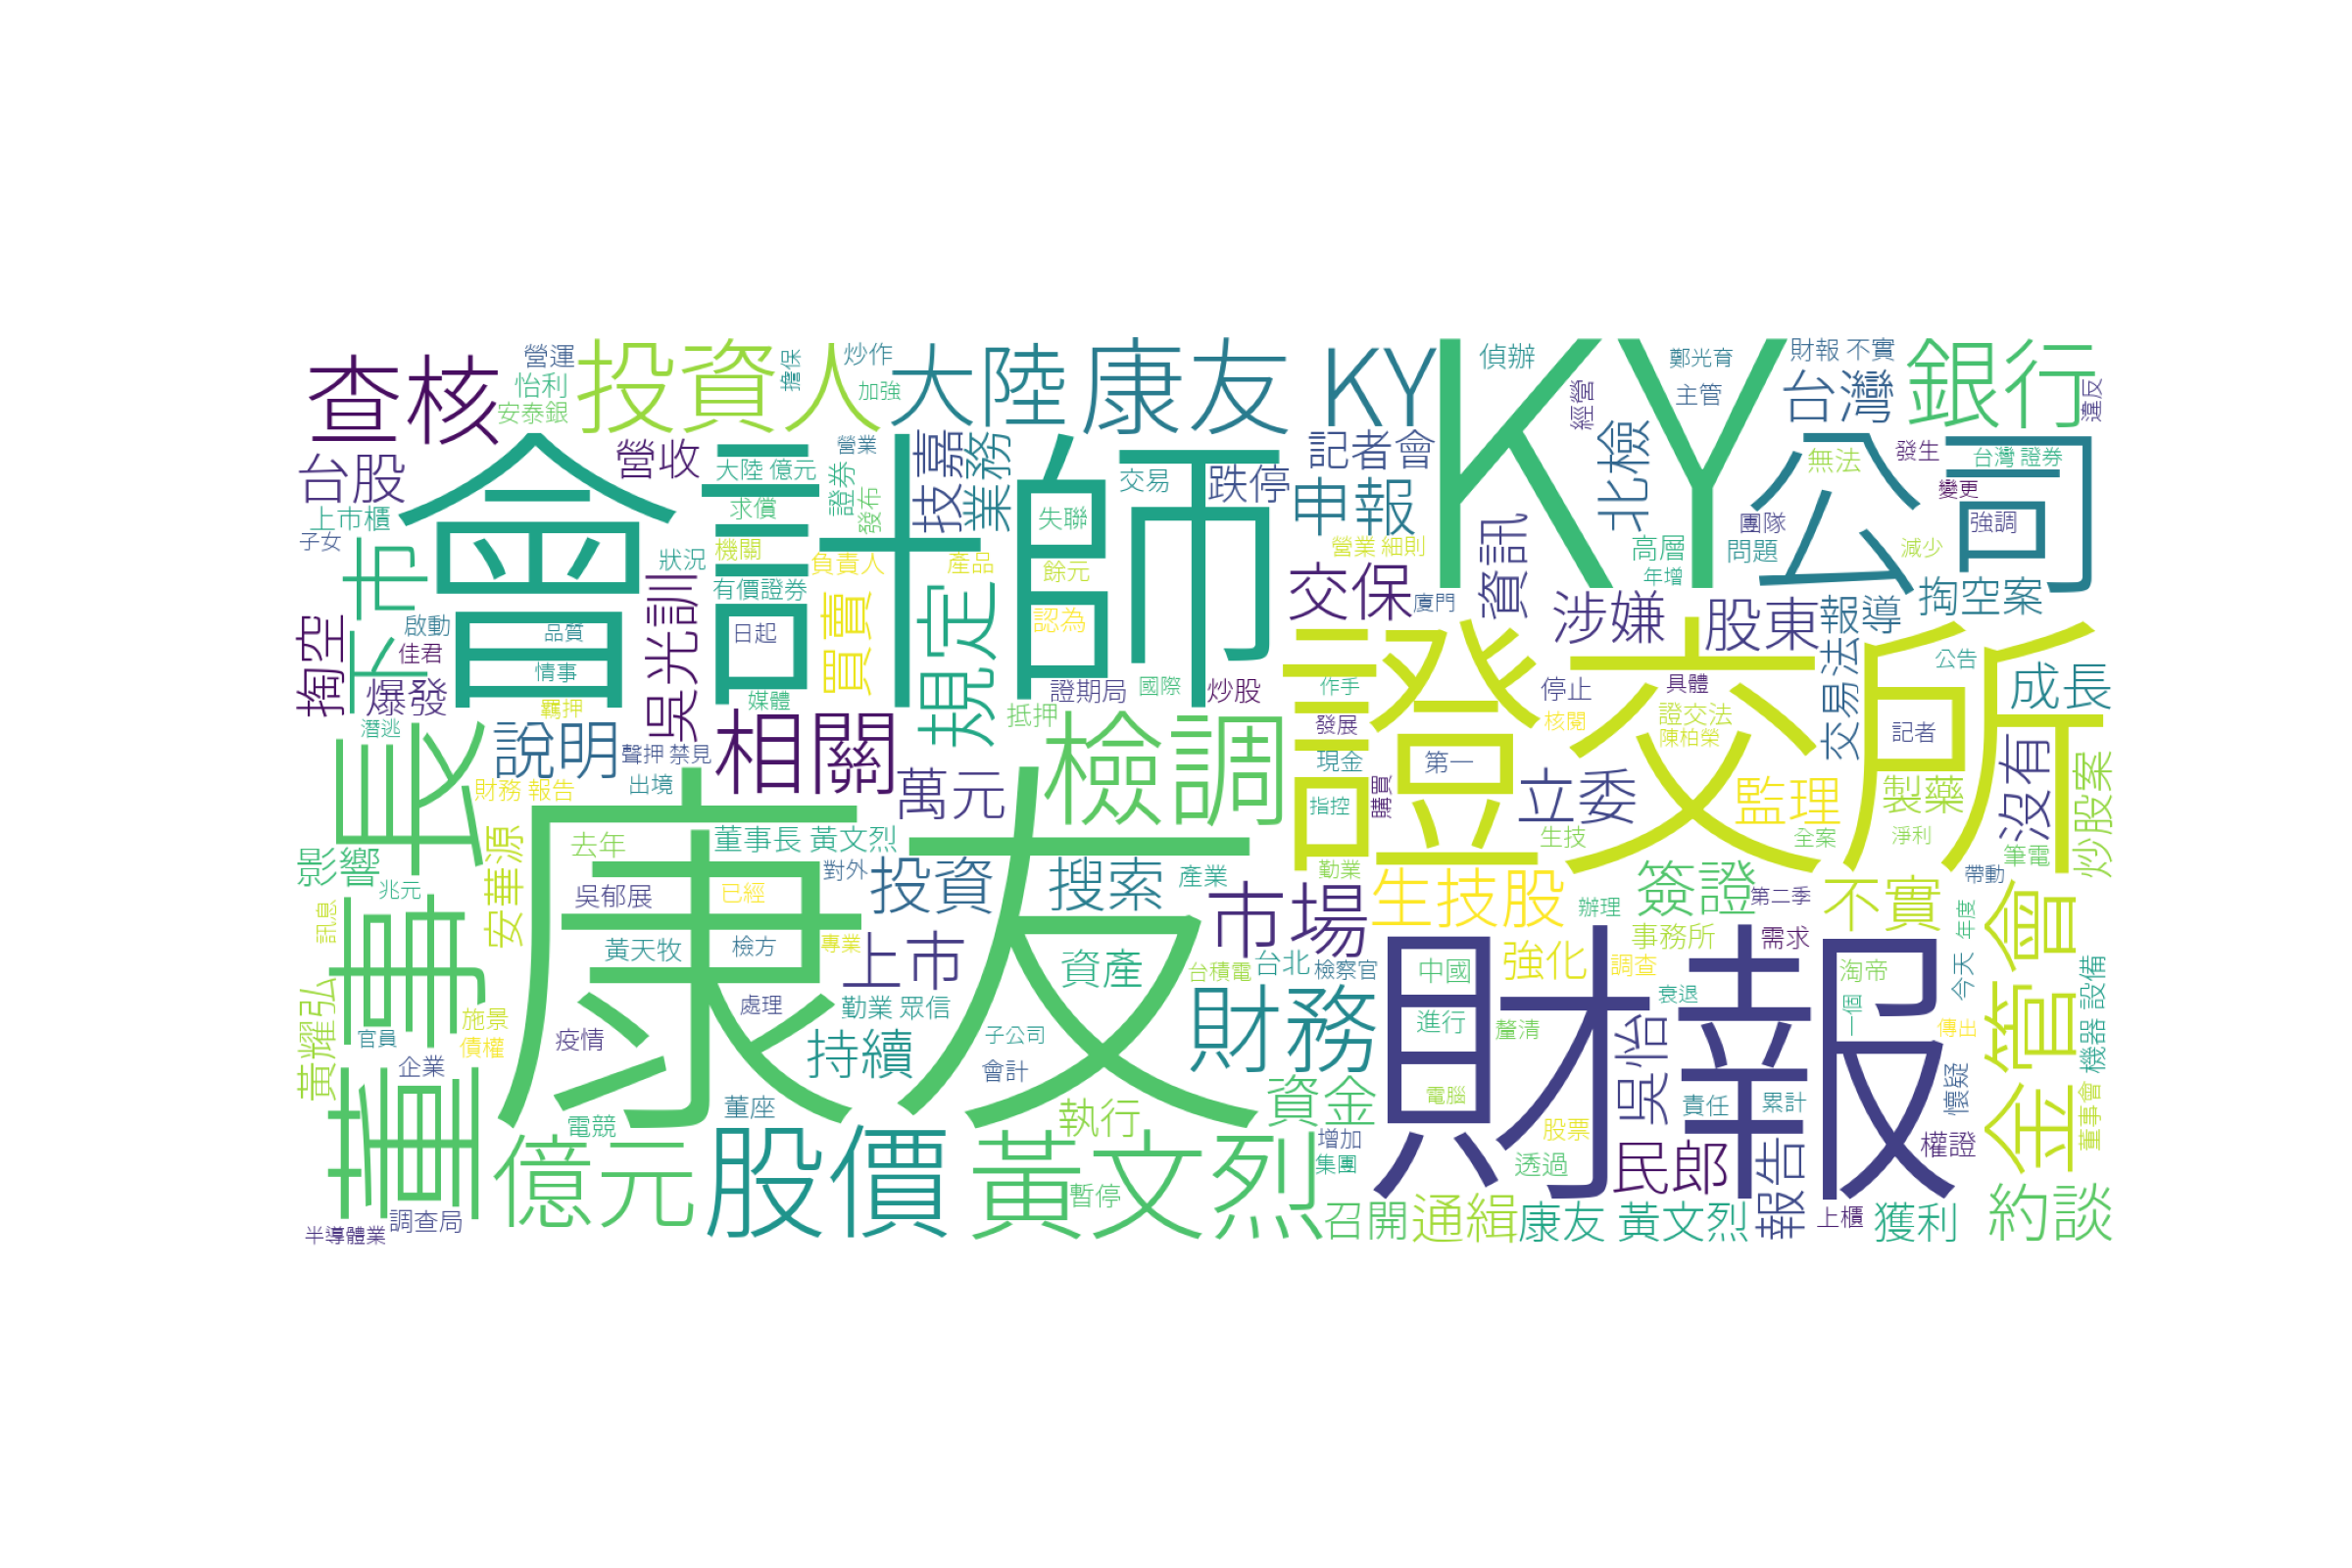 查核
營運
怡利
安泰銀
投資人
擔保
炒作
加強
大陸
康友 KY
KY
偵辦
經營
鄭光育
主管
財報 不實
台灣
銀行
違反
台股
上市櫃
子女
下市
會計師
營收
大陸 億元
求償
機關
狀況
有價證券
營業
證券
發布
技嘉
業務
交易
失聯
跌停
記者會
申報
營業 細則
餘元
認為
負責人
產品
買賣
規定
資訊
北檢
高層
年增
團隊
問題
公司
無法
發生
台灣 證券
變更
強調
減少
掏空案
掏空
啟動
佳君
爆發
品質
情事
羈押
潛逃
吳光訓
日起
媒體
說明
聲押 禁見
相關
證期局
國際
炒股
抵押
交保
廈門
涉嫌
股東
報導
交易法
公告
成長
證交所
作手
發展
現金
指控
第一
停止
核閱
具體
證交法
陳柏榮
記者
檢調
萬元
財務 報告
出境
購買
立委
監理
製藥
沒有
炒股案
董事長
影響
兆元
安華源
去年
董事長 黃文烈
對外
投資
搜索
產業
勤業
生技
全案
淨利
筆電
帶動
康友
吳郁展
已經
黃天牧
檢方
專業
上市
資產
市場
生技股
辦理
簽證
第二季
不實
事務所
需求
金管會
年度
訊息
黃耀弘
官員
施景
債權
企業
疫情
處理
勤業 眾信
持續
子公司
會計
台積電
台北
檢察官
財務
財報
中國
進行
電腦
強化
調查
衰退
釐清
吳怡
淘帝
一個
今天
傳出
懷疑
機器 設備
董事會
責任
累計
電競
董座
億元
股價
執行
暫停
黃文烈
資金
增加
集團
股票
透過
民郎
報告
權證
上櫃
獲利
約談
半導體業
調查局
召開
通緝
康友 黃文烈